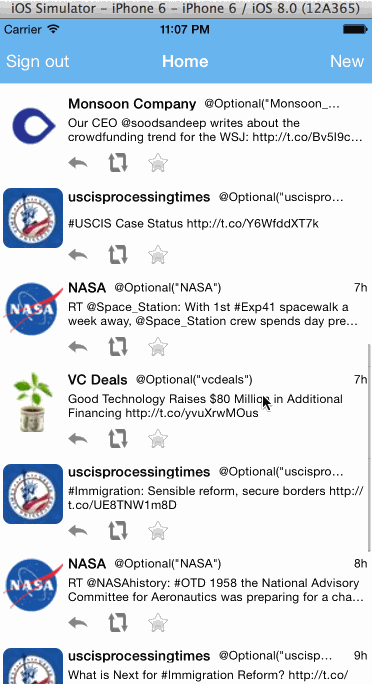 iOS Simulator - iPhone 6 - iPhone 6 / iOS 8.0 (12A365)
Carrier 11:07 PM
Sign out Home New
Monsoon Company @Optional("Monsoon_...
Our CEO @soodsandeep writes about the
crowdfunding trend for the WSJ: http://t.co/Bv5I9c...
uscisprocessingtimes @Optional("uscispro...
#USCIS Case Status http://t.co/Y6WfddXT7k
NASA @Optional("NASA") 7h
RT @Space_Station: With 1st #Exp41 spacewalk a
week away, @Space_Station crew spends day pre...
VC Deals @Optional("vcdeals") 7h
Good Technology Raises $80 Million in Additional
Financing http://t.co/yvuXrwMOus
uscisprocessingtimes @Optional("uscispro...
#Immigration: Sensible reform, secure borders http://
t.co/UE8TNW1m8D
NASA @Optional("NASA") 8h
RT @NASAhistory: #OTD 1958 the National Advisory
Committee for Aeronautics was preparing for a cha...
uscisprocessingtimes @Optional("uscisp... 9h
What is Next for #Immigration Reform? http://t.co/